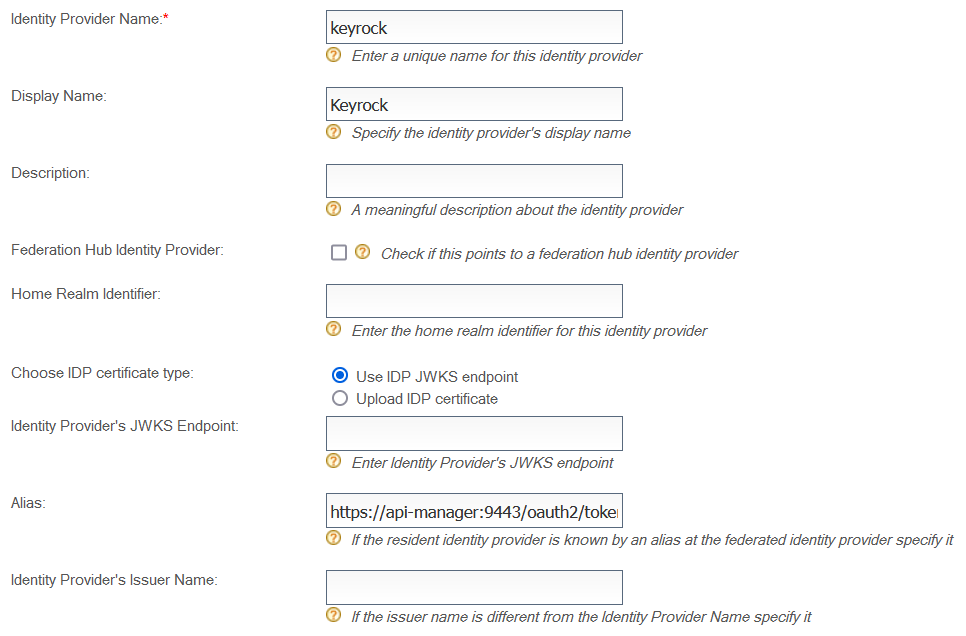 Identity Provider Name:*
keyrock
Enter a unique name for this identity provider
Display Name:
Keyrock
Specify the identity provider's display name
Description:
A meaningful description about the identity provider
Federation Hub Identity Provider:
Check if this points to a federation hub identity provider
Home Realm Identifier:
Enter the home realm identifier for this identity provider
Choose IDP certificate type:
Use IDP JWKS endpoint
Upload IDP certificate
Identity Provider's JWKS Endpoint:
Enter Identity Provider's JWKS endpoint
Alias:
https://api-manager:9443/oauth2/token
If the resident identity provider is known by an alias at the federated identity provider specify it
Identity Provider's Issuer Name:
If the issuer name is different from the Identity Provider Name specify it